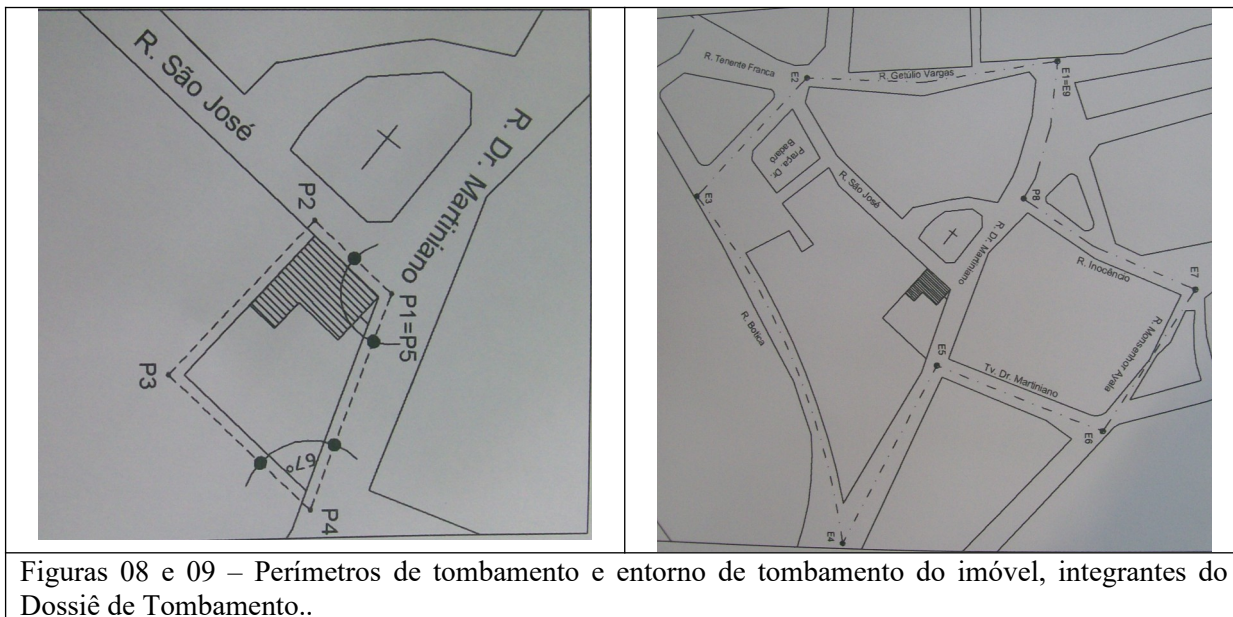 R. São José
R. Dr. Martiniano
P2
P1=P5
P3
67º
P4
R. Tenente Franca
E2
R. Getúlio Vargas
E1=E9
Praça. Dr.
Badaró
E3
R. São José
P8
R. Dr. Martiniano
R. Inocêncio
E7
R. Botica
E5
Tv. Dr. Martiniano
R. Monsenhor Ayala
E6
E4
Figuras 08 e 09 – Perímetros de tombamento e entorno de tombamento do imóvel, integrantes do
Dossiê de Tombamento..